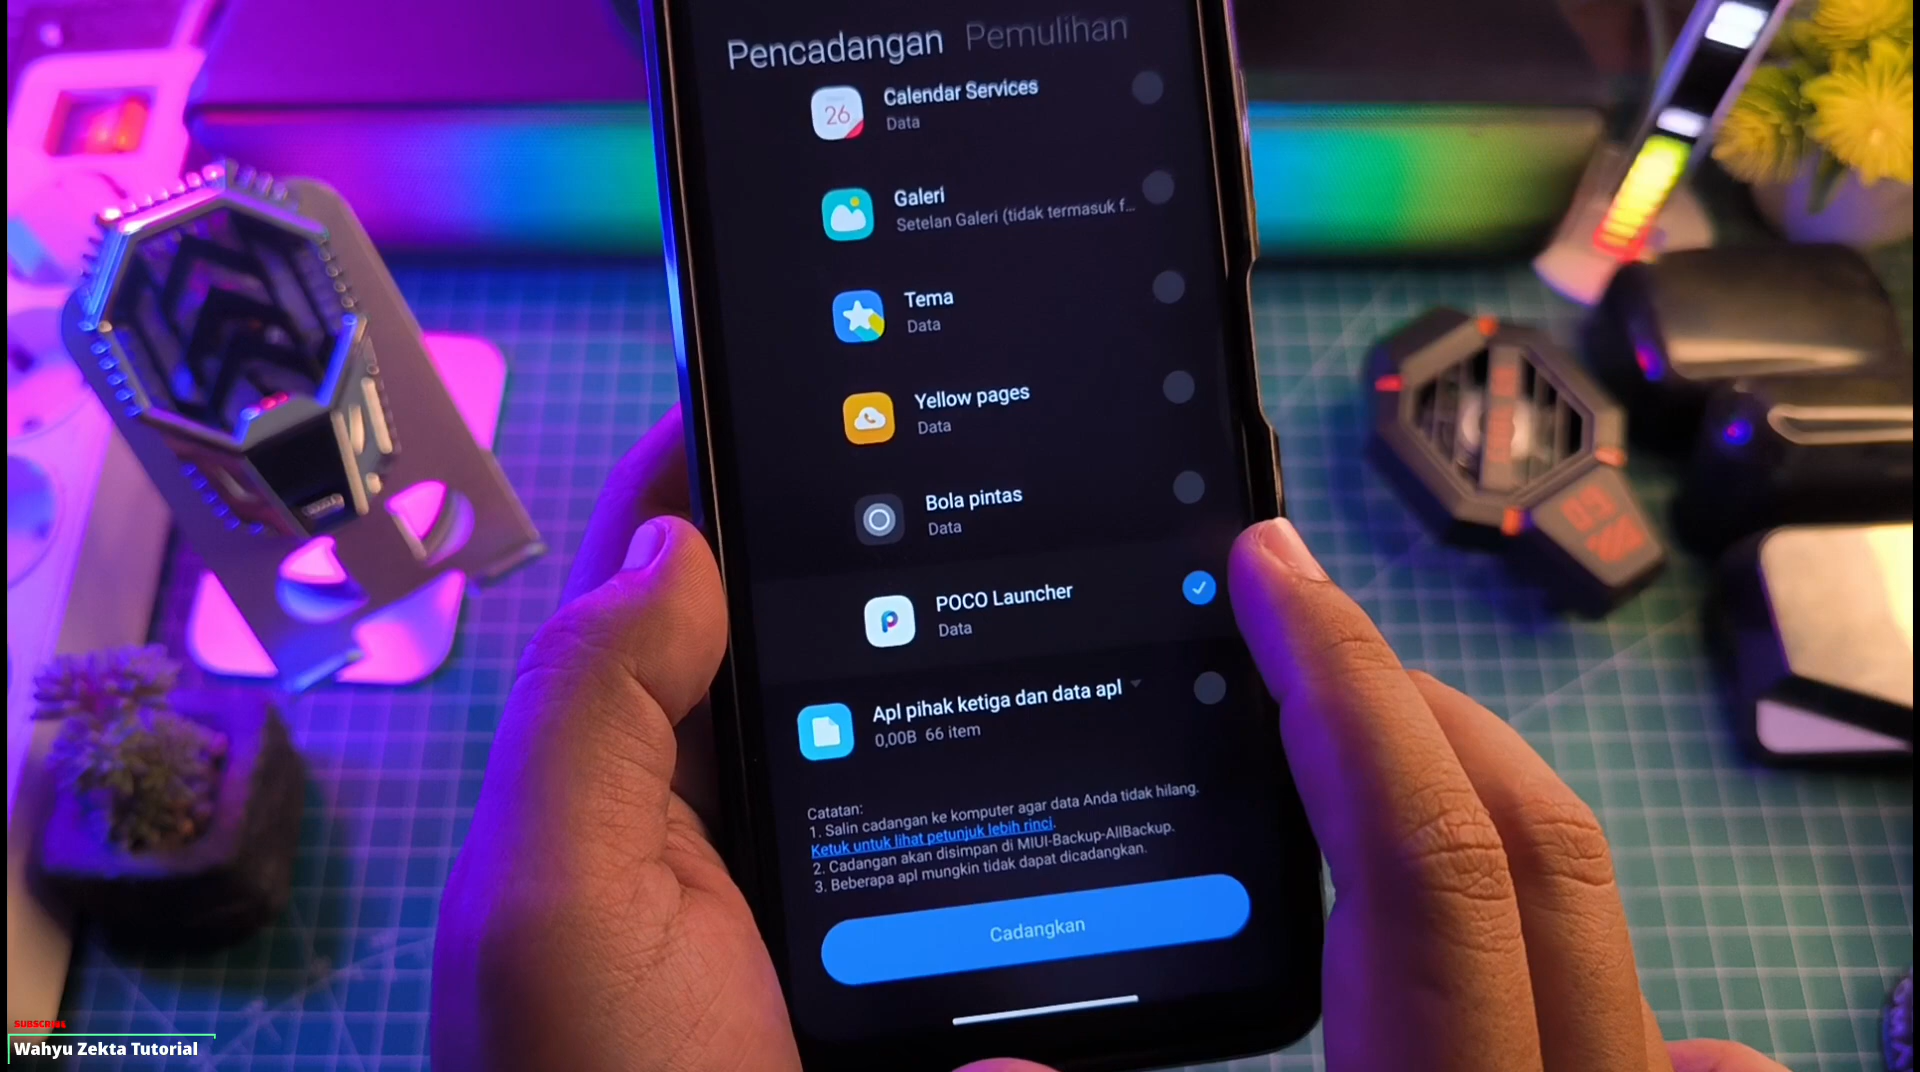 Pencadangan Pemulihan
Calendar Services
Data
26
Galeri
Setelan Galeri (tidak termasuk f...
Tema
Data
Yellow pages
Data
Bola pintas
Data
POCO Launcher
Data
Apl pihak ketiga dan data apl
0,00B 66 item
Catatan:
1. Salin cadangan ke komputer agar data Anda tidak hilang.
Ketuk untuk lihat petunjuk lebih rinci.
2. Cadangan akan disimpan di MIUI-Backup-AllBackup.
3. Beberapa apl mungkin tidak dapat dicadangkan.
Cadangkan
SUBSCRIBE
Wahyu Zekta Tutorial